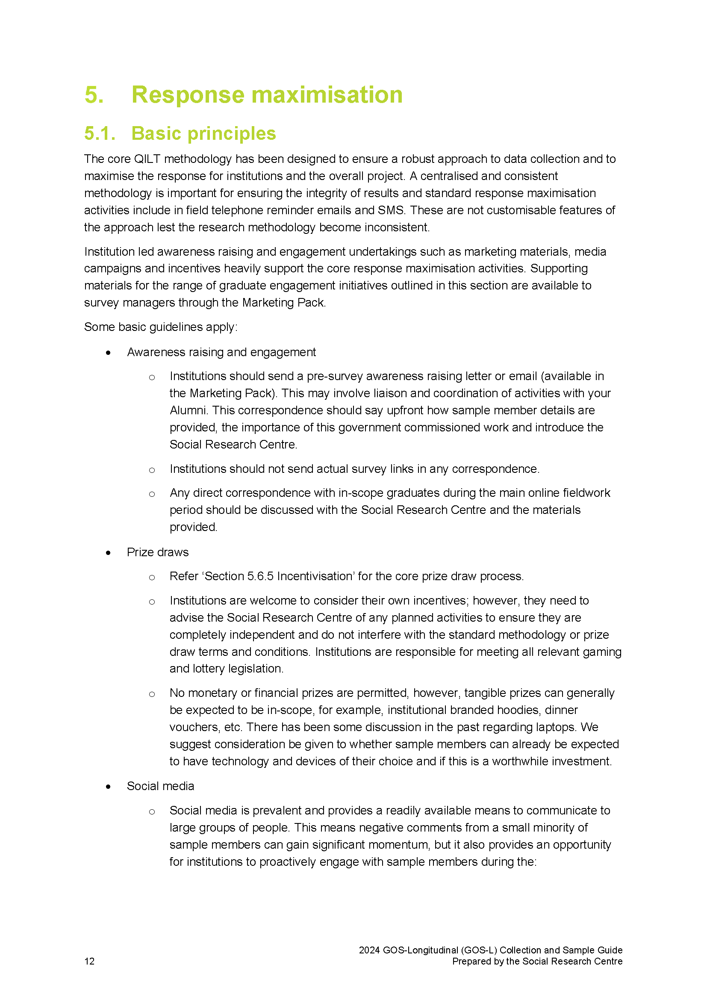 5. Response maximisation
5.1. Basic principles
The core QILT methodology has been designed to ensure a robust approach to data collection and to
maximise the response for institutions and the overall project. A centralised and consistent
methodology is important for ensuring the integrity of results and standard response maximisation
activities include in field telephone reminder emails and SMS. These are not customisable features of
the approach lest the research methodology become inconsistent.
Institution led awareness raising and engagement undertakings such as marketing materials, media
campaigns and incentives heavily support the core response maximisation activities. Supporting
materials for the range of graduate engagement initiatives outlined in this section are available to
survey managers through the Marketing Pack.
Some basic guidelines apply:
• Awareness raising and engagement
o Institutions should send a pre-survey awareness raising letter or email (available in
the Marketing Pack). This may involve liaison and coordination of activities with your
Alumni. This correspondence should say upfront how sample member details are
provided, the importance of this government commissioned work and introduce the
Social Research Centre.
o Institutions should not send actual survey links in any correspondence.
o Any direct correspondence with in-scope graduates during the main online fieldwork
period should be discussed with the Social Research Centre and the materials
provided.
• Prize draws
o Refer ‘Section 5.6.5 Incentivisation’ for the core prize draw process.
o Institutions are welcome to consider their own incentives; however, they need to
advise the Social Research Centre of any planned activities to ensure they are
completely independent and do not interfere with the standard methodology or prize
draw terms and conditions. Institutions are responsible for meeting all relevant gaming
and lottery legislation.
o No monetary or financial prizes are permitted, however, tangible prizes can generally
be expected to be in-scope, for example, institutional branded hoodies, dinner
vouchers, etc. There has been some discussion in the past regarding laptops. We
suggest consideration be given to whether sample members can already be expected
to have technology and devices of their choice and if this is a worthwhile investment.
• Social media
o Social media is prevalent and provides a readily available means to communicate to
large groups of people. This means negative comments from a small minority of
sample members can gain significant momentum, but it also provides an opportunity
for institutions to proactively engage with sample members during the:
2024 GOS-Longitudinal (GOS-L) Collection and Sample Guide
12 Prepared by the Social Research Centre